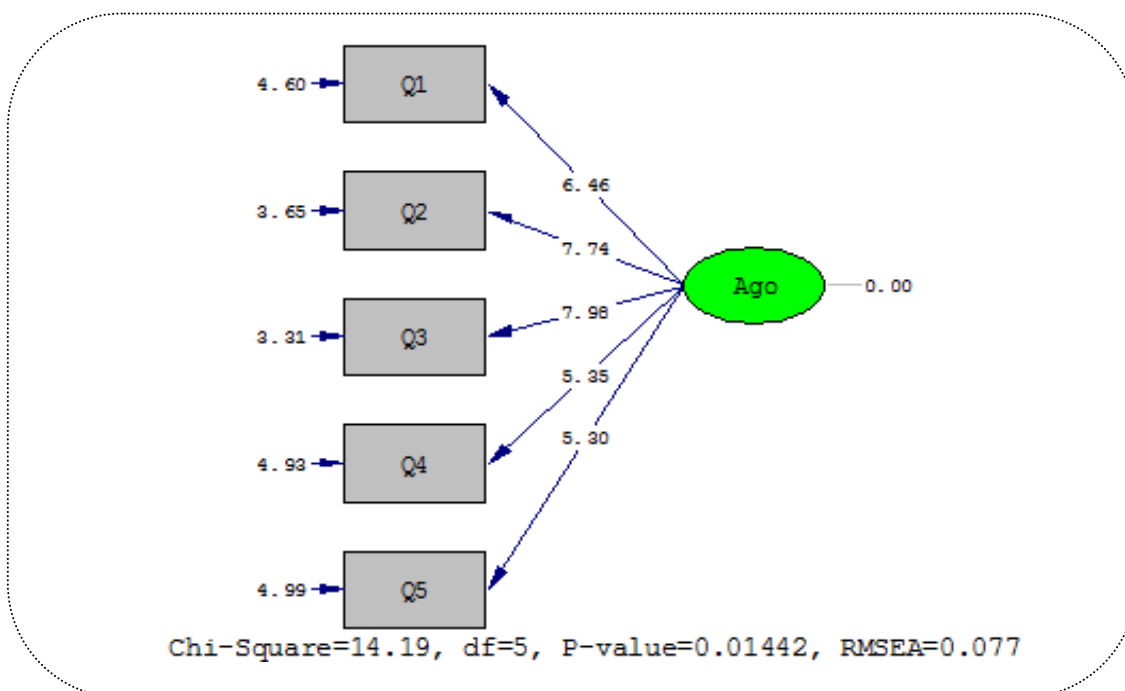 4.60 Q1
6.46
3.65 Q2
7.74
Ago 0.00
7.98
3.31 Q3
5.35
5.30
4.93 Q4
4.99 Q5
Chi-Square=14.19, df=5, P-value=0.01442, RMSEA=0.077